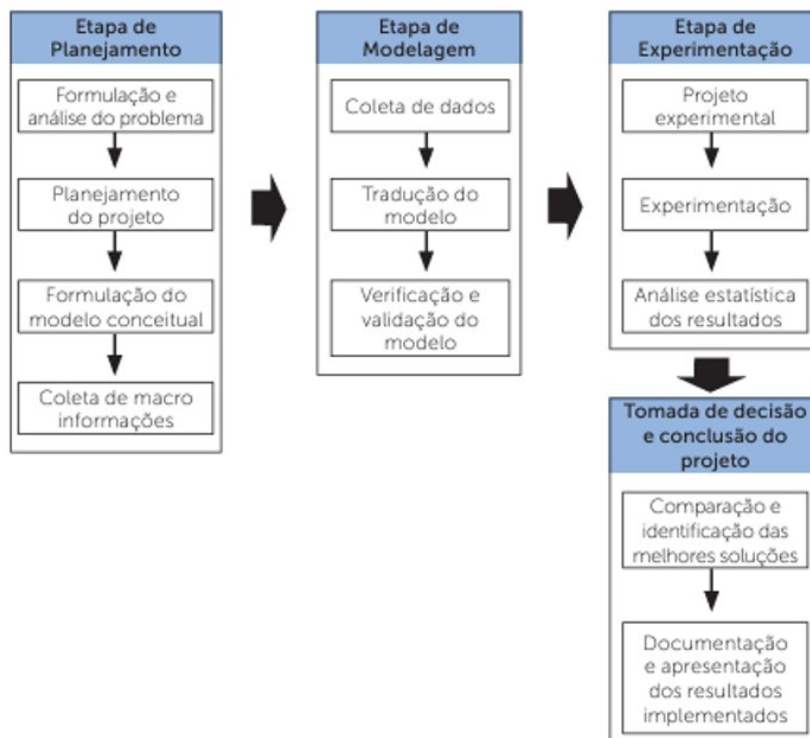 Etapa de
Planejamento
Formulação e
análise do problema
Planejamento
do projeto
Formulação do
modelo conceitual
Coleta de macro
informações
Etapa de
Modelagem
Coleta de dados
Tradução do
modelo
Verificação e
validação do
modelo
Etapa de
Experimentação
Projeto
experimental
Experimentação
Análise estatística
dos resultados
Tomada de decisão
e conclusão do
projeto
Comparação e
identificação das
melhores soluções
Documentação
e apresentação
dos resultados
implementados